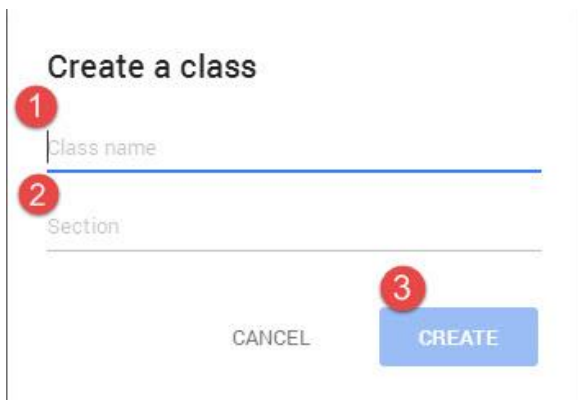 Create a class
1
Class name
2
Section
3
CANCEL CREATE